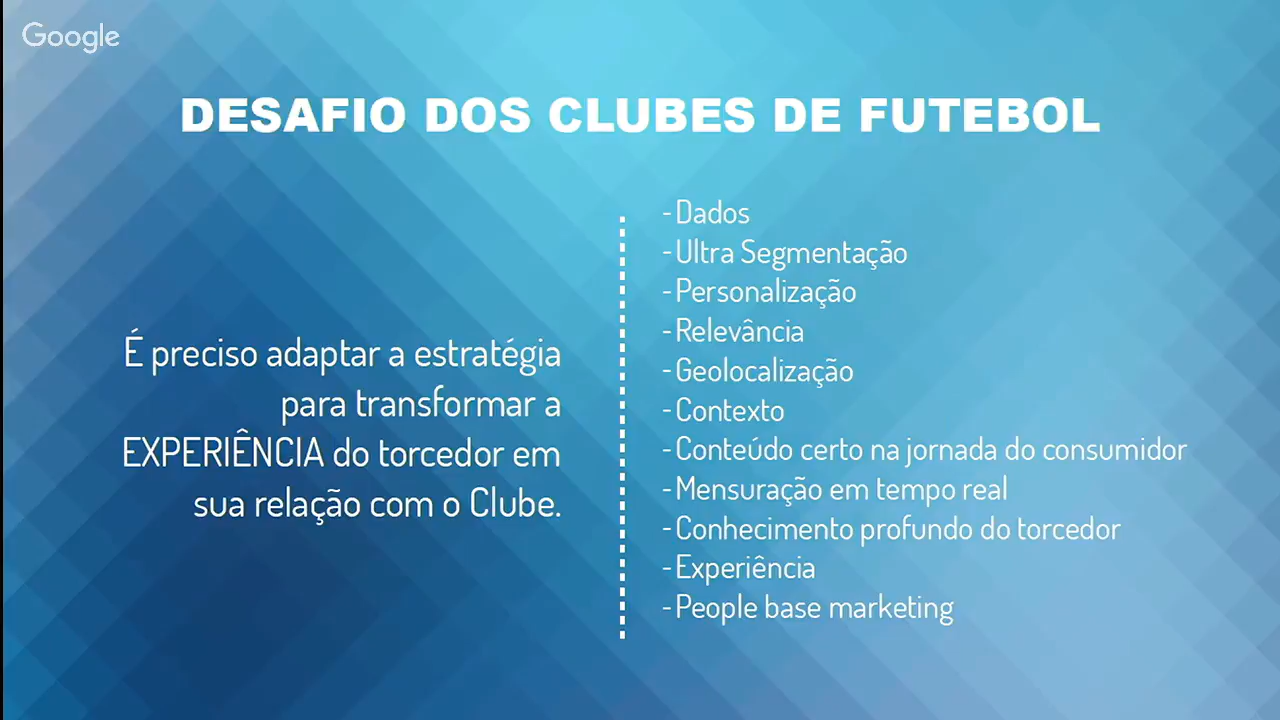 Google
DESAFIO DOS CLUBES DE FUTEBOL
É preciso adaptar a estratégia
para transformar a
EXPERIÊNCIA do torcedor em
sua relação com o Clube.
-Dados
-Ultra Segmentação
-Personalização
-Relevância
-Geolocalização
-Contexto
-Conteúdo certo na jornada do consumidor
-Mensuração em tempo real
-Conhecimento profundo do torcedor
-Experiência
-People base marketing